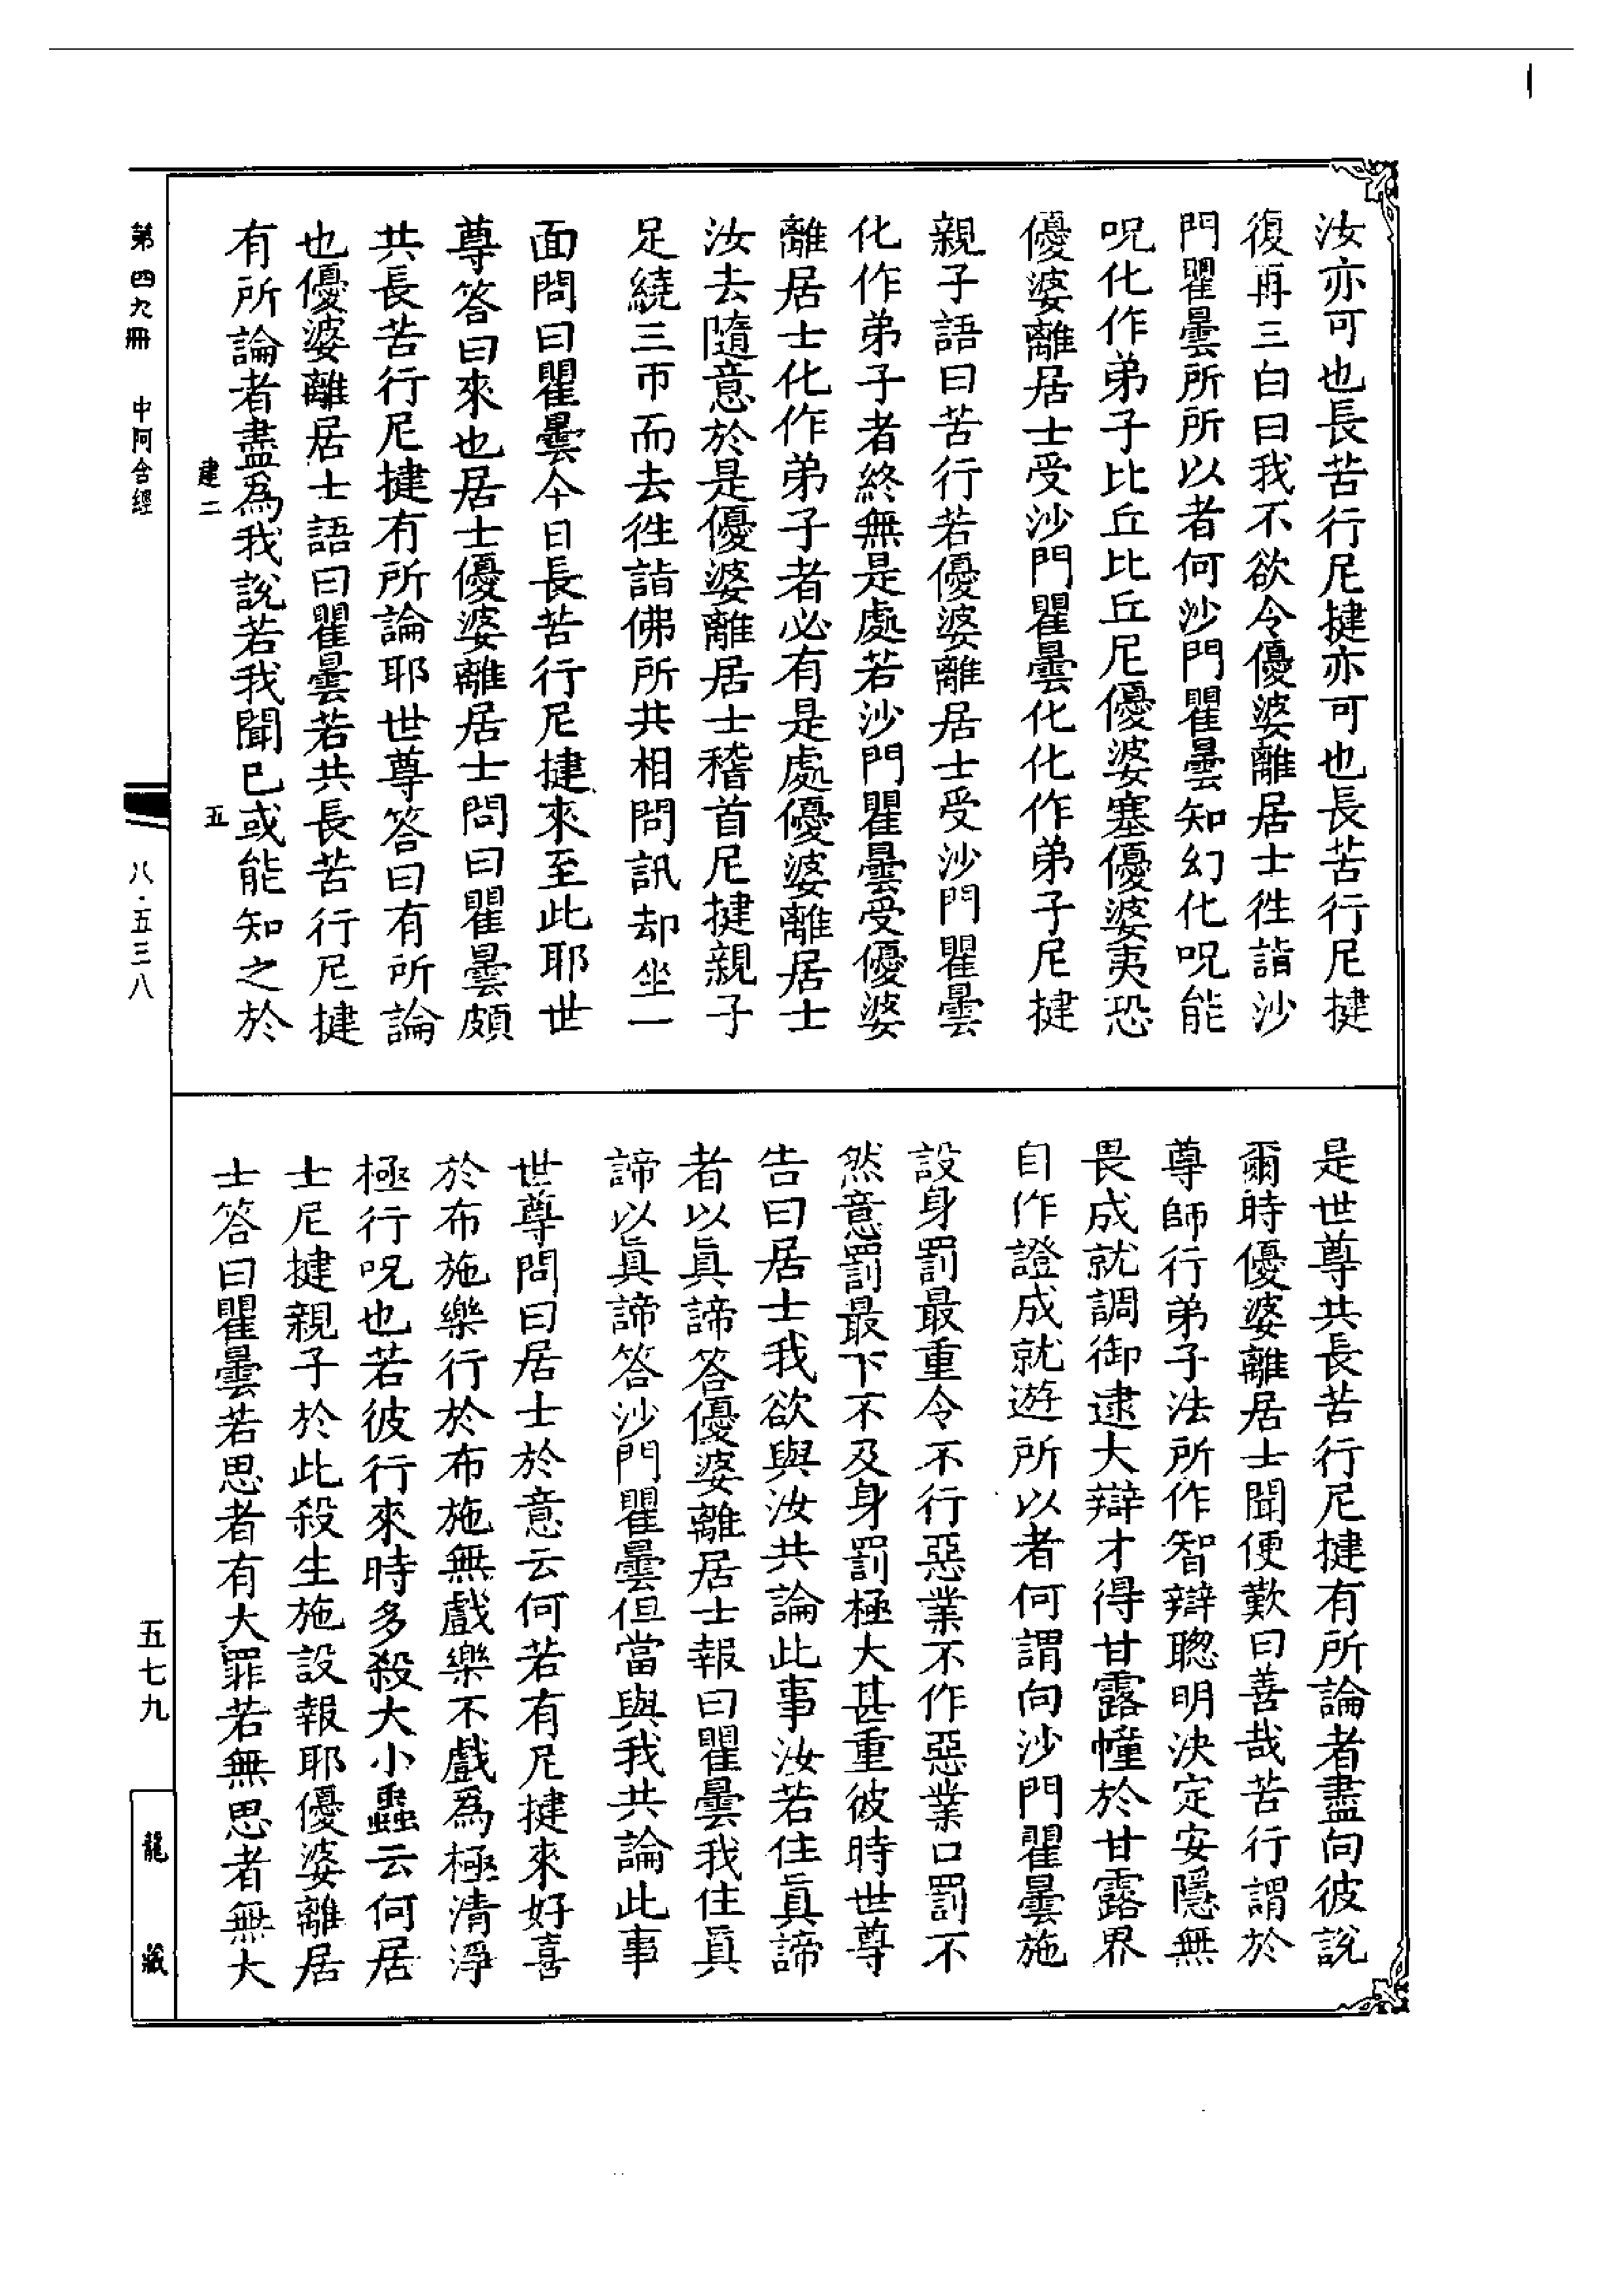 汝亦可也長苦行尼揵亦可也長苦行尼揵
復再三白曰我不欲令優婆離居士徃詣沙
門瞿曇所所以者何沙門瞿曇知幻化呪能
呪化作弟子比丘比丘尼優婆塞優婆夷恐
優婆離居士受沙門瞿曇化化作弟子尼揵
親子語曰苦行若優婆離居士受沙門瞿曇
化作弟子者終無是處若沙門瞿曇受優婆
離居士化作弟子者必有是處優婆離居士
汝去隨意於是優婆離居士稽首尼揵親子
足繞三帀而去徃詣佛所共相問訊却坐一
面問曰瞿曇今日長苦行尼揵來至此耶世
尊答曰來也居士優婆離居士問曰瞿曇頗
共長苦行尼揵有所論耶世尊答曰有所論
也優婆離居士語曰瞿曇若共長苦行尼揵
有所論者盡為我說若我聞已或能知之於
建二 五
是世尊共長苦行尼揵有所論者盡向彼說
爾時優婆離居士聞便歎曰善哉苦行謂於
尊師行弟子法所作智辯聰明決定安隱無
畏成就調御逮大辯才得甘露幢於甘露界
自作證成就遊所以者何謂向沙門瞿曇施
設身罰最重令不行惡業不作惡業口罰不
然意罰最下不及身罰極大甚重彼時世尊
告曰居士我欲與汝共論此事汝若住眞諦
者以眞諦答優婆離居士報曰瞿曇我住眞
諦以眞諦答沙門瞿曇但當與我共論此事
世尊問曰居士於意云何若有尼揵來好喜
於布施樂行於布施無戲樂不戲為極清淨
極行呪也若彼行來時多殺大小蟲云何居
士尼揵親子於此殺生施設報耶優婆離居
士答曰瞿曇若思者有大罪若無思者無大
第四九冊 中阿含經 八·五三八 五七九 龍藏